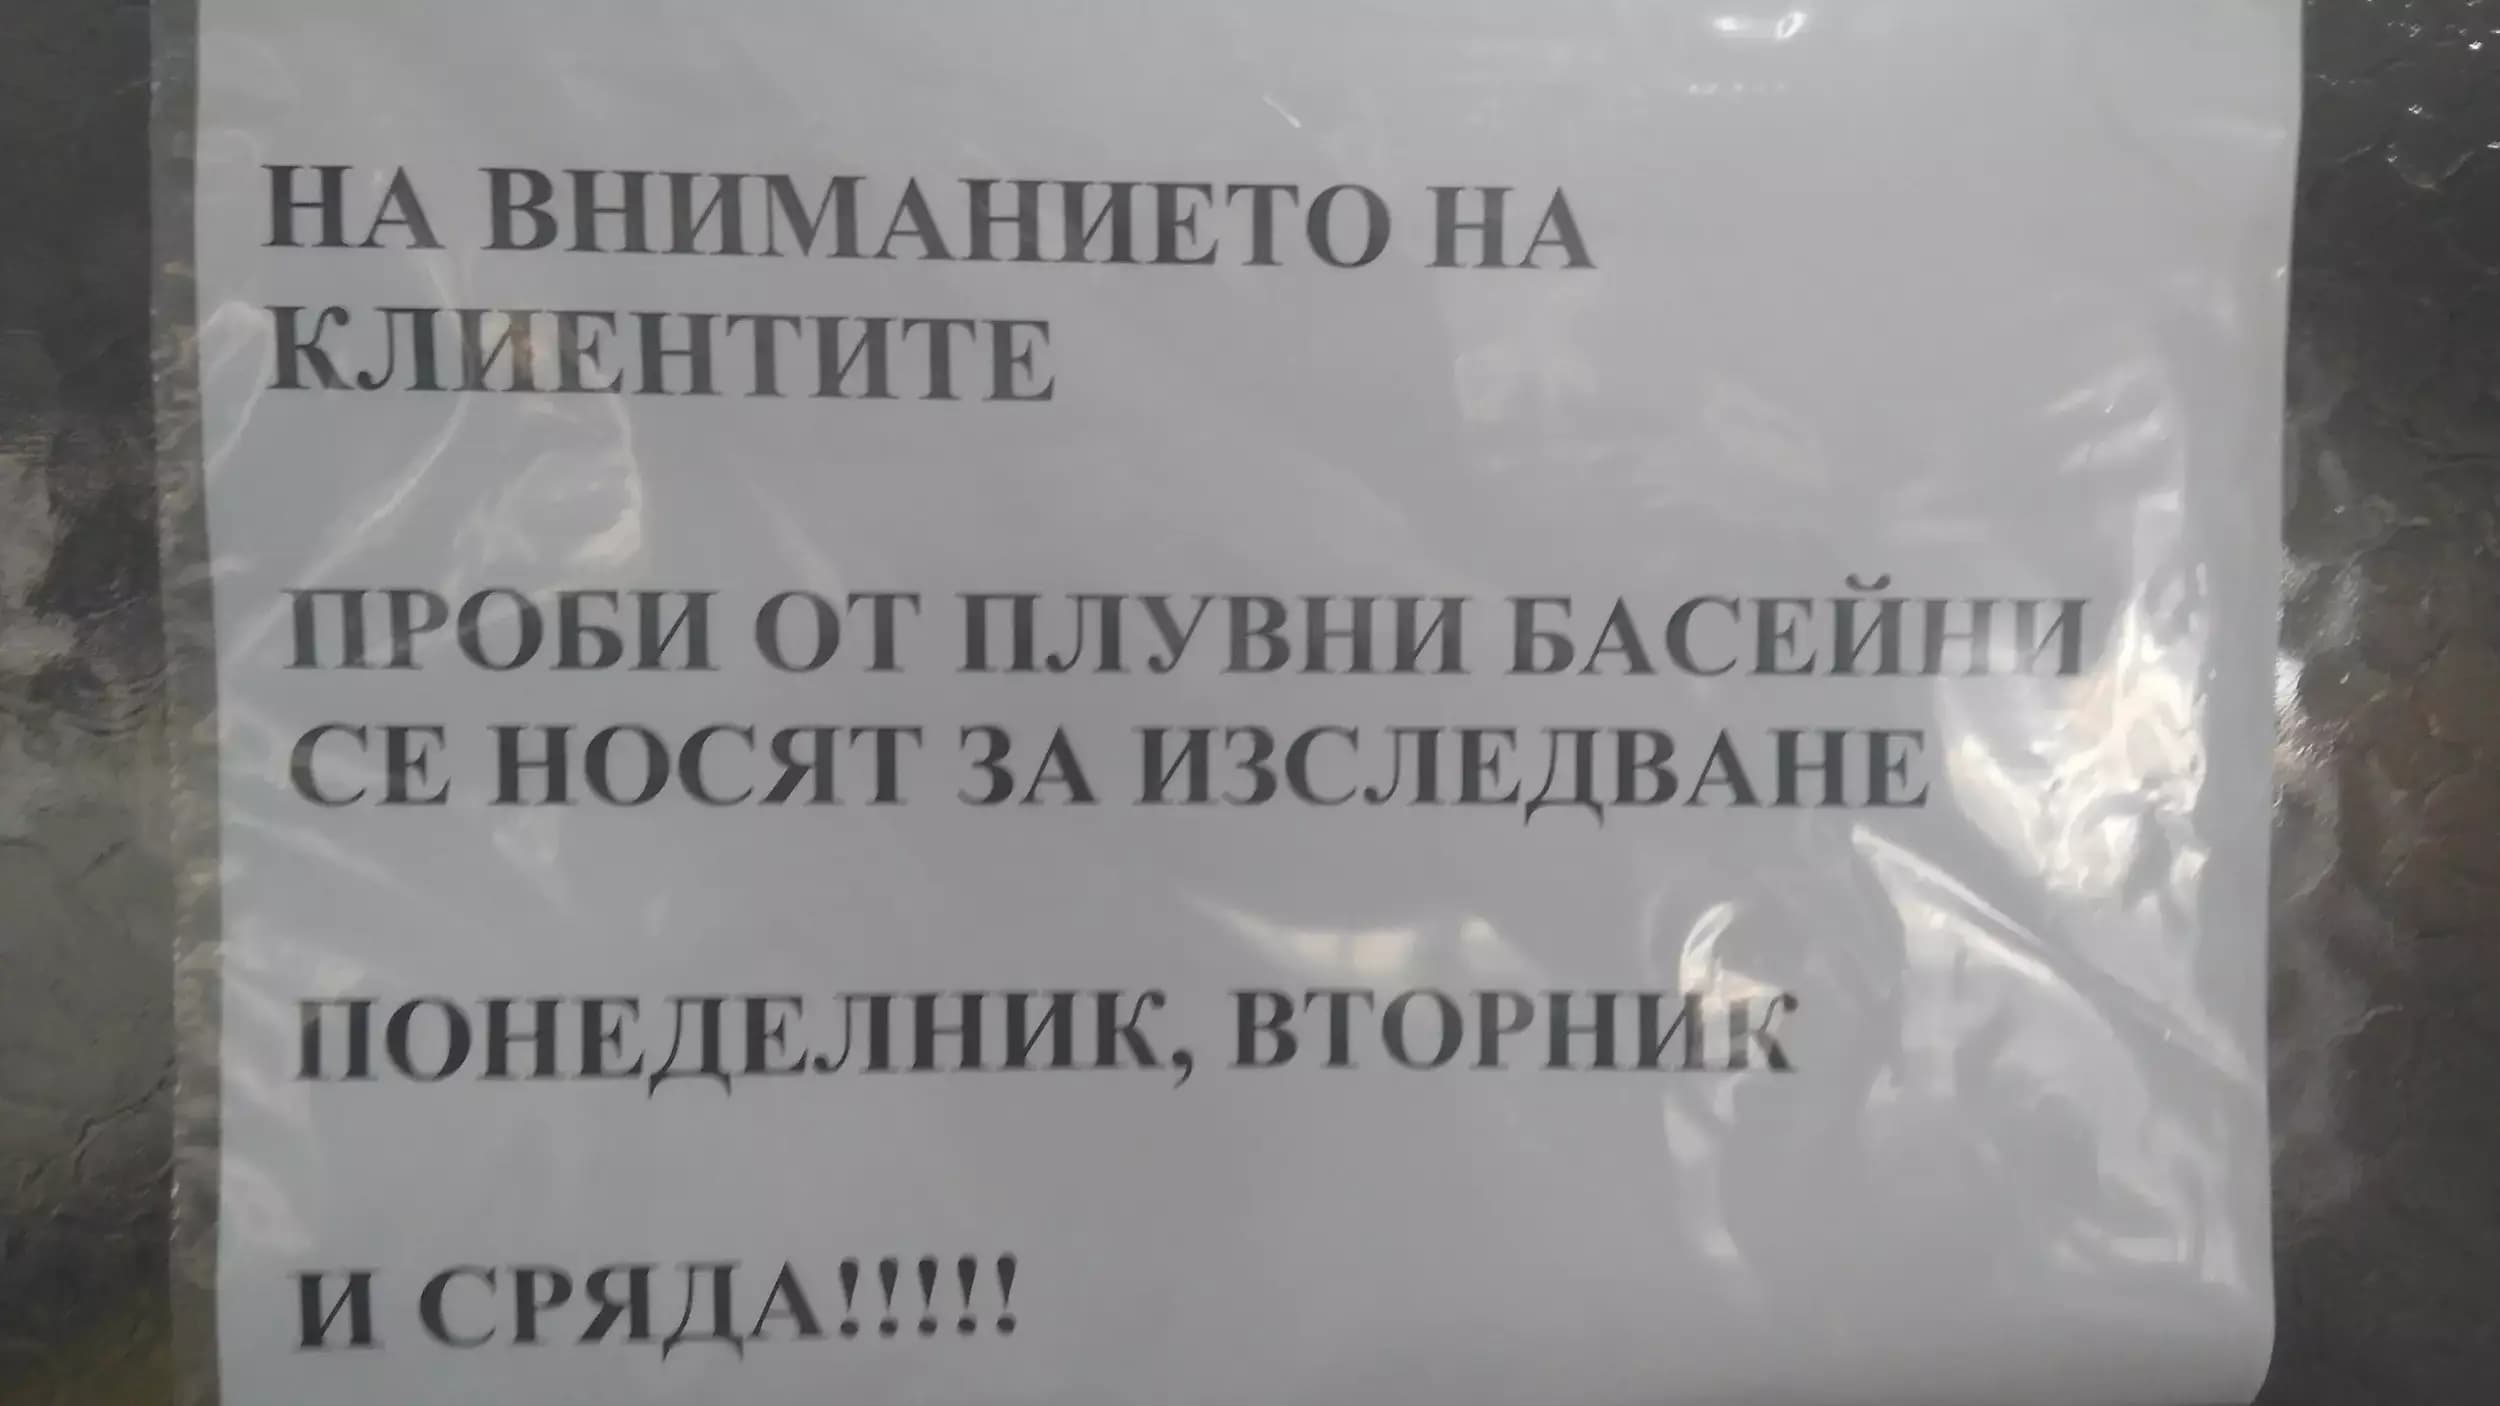 НА ВНИМАНИЕТО НА
КЛИЕНТИТЕ
ПРОБИ ОТ ПЛУВНИ БАСЕЙНИ
СЕ НОСЯТ ЗА ИЗСЛЕДВАНЕ
ПОНЕДЕЛНИК, ВТОРНИК
И СРЯДА!!!!!